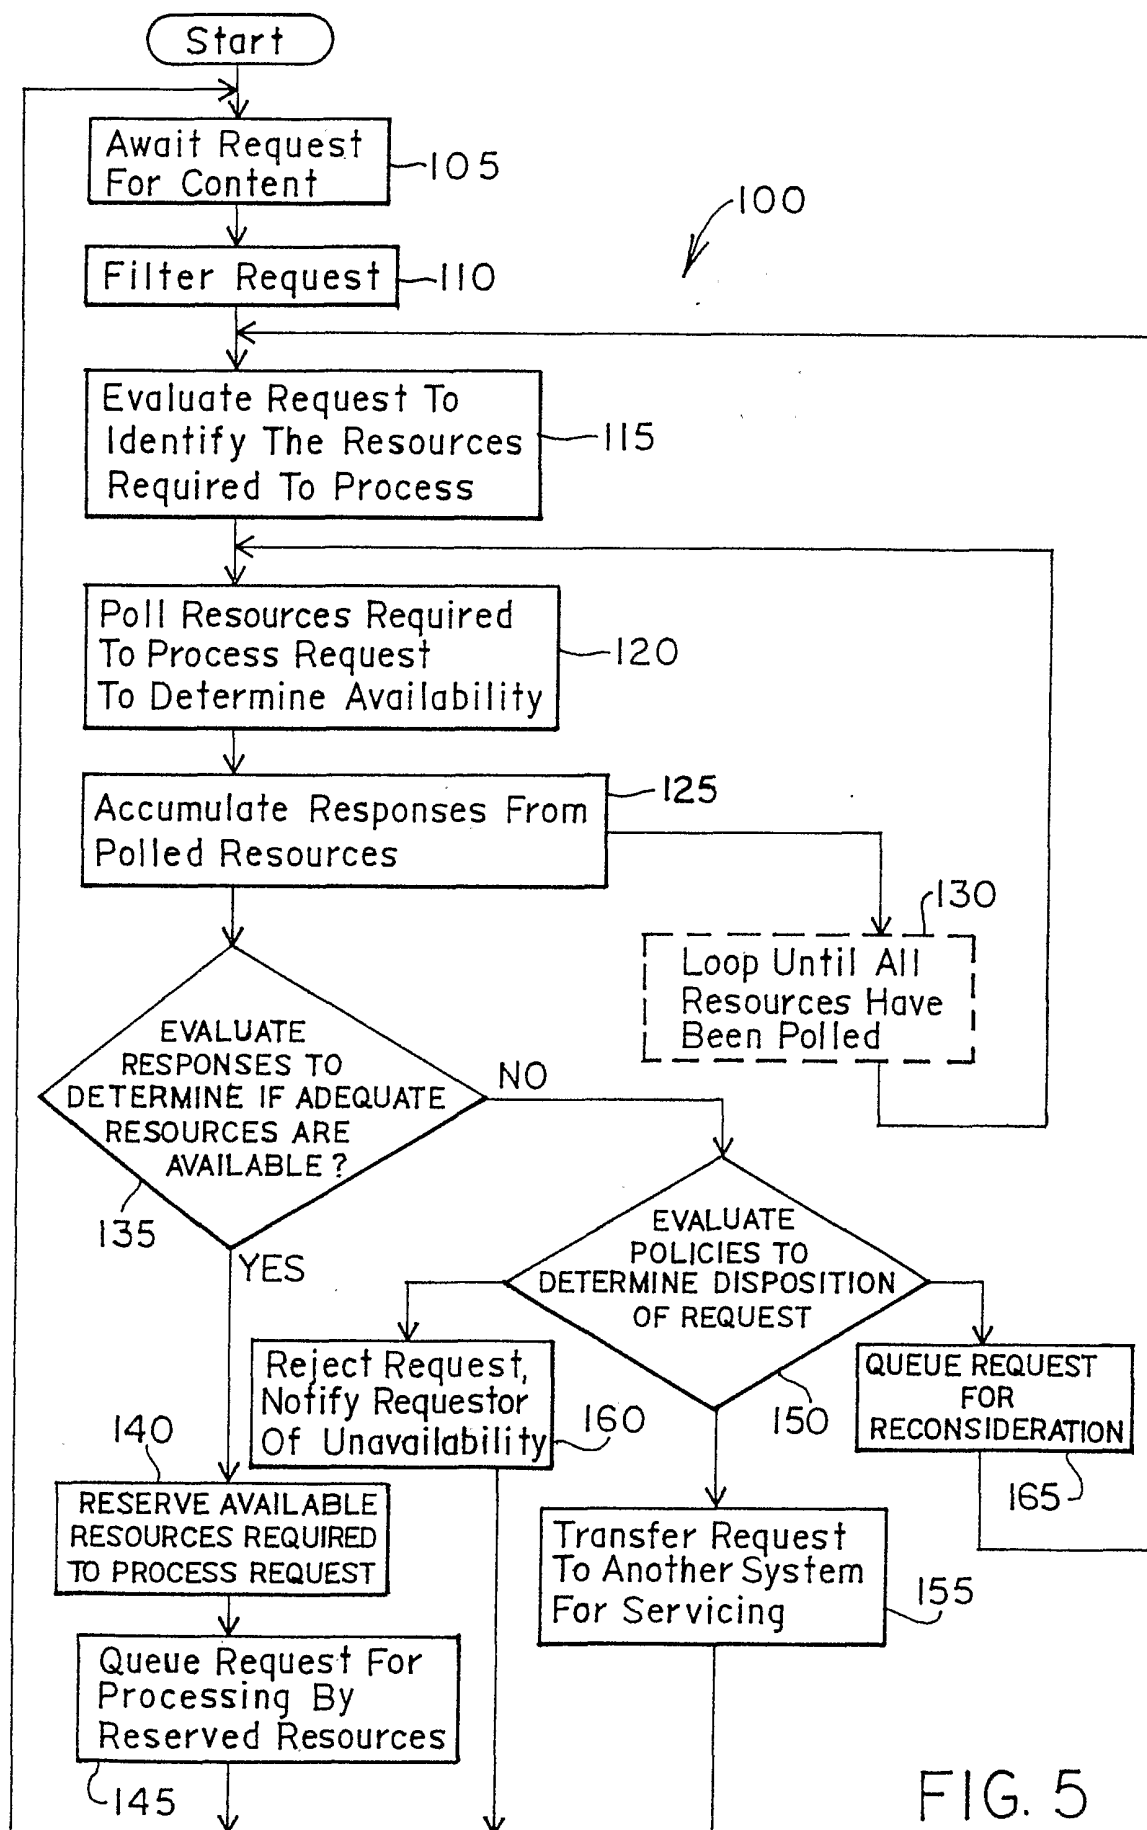 Start
Await Request
For Content
105
100
Filter Request
110
Evaluate Request To
Identify The Resources
Required To Process
115
Poll Resources Required
To Process Request
To Determine Availability
120
Accumulate Responses From
Polled Resources
125
130
Loop Until All
Resources Have
Been Polled
EVALUATE
RESPONSES TO
DETERMINE IF ADEQUATE
RESOURCES ARE
AVAILABLE?
135
NO
YES
EVALUATE
POLICIES TO
DETERMINE DISPOSITION
OF REQUEST
150
Reject Request,
Notify Requestor
Of Unavailability
160
QUEUE REQUEST
FOR
RECONSIDERATION
165
140
RESERVE AVAILABLE
RESOURCES REQUIRED
TO PROCESS REQUEST
Transfer Request
To Another System
For Servicing
155
Queue Request For
Processing By
Reserved Resources
145
FIG. 5